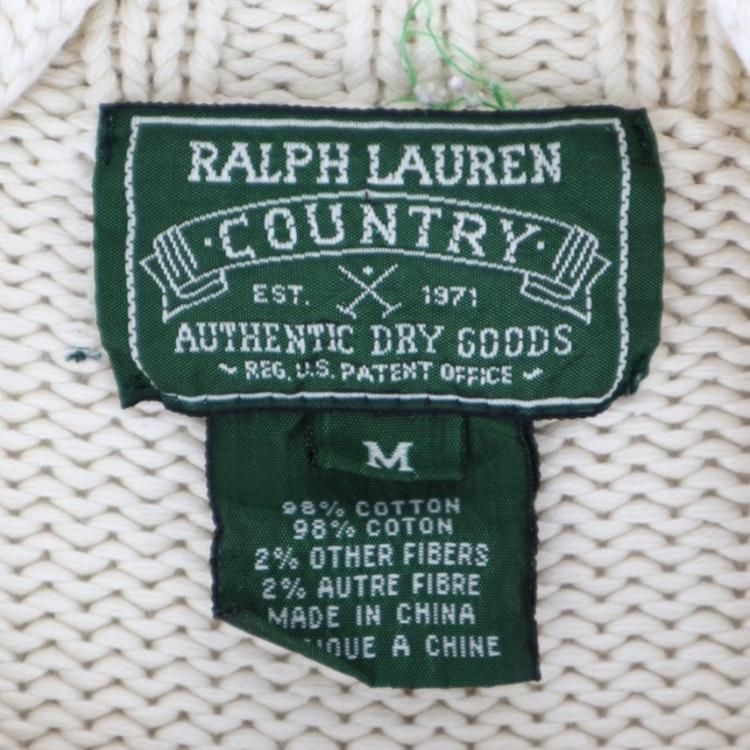 RALPH LAUREN
·COUNTRY·
EST. 1971
AUTHENTIC DRY GOODS
~ REG. U.S. PATENT OFFICE ~
M
98% COTTON
98% COTON
2% OTHER FIBERS
2% AUTRE FIBRE
MADE IN CHINA
A CHINE